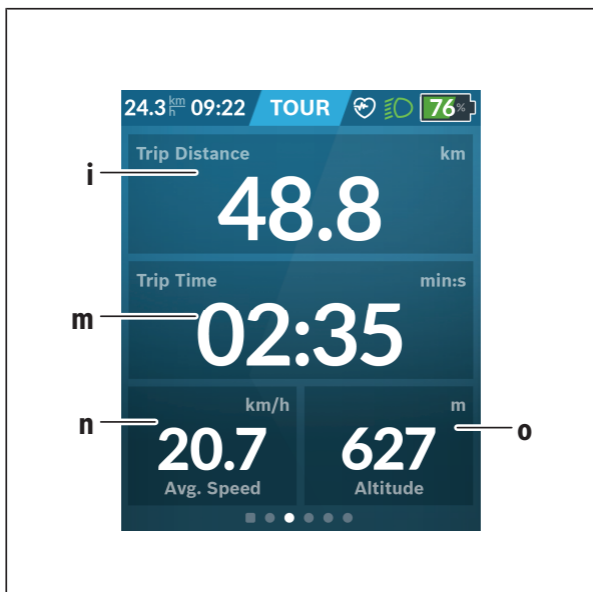 24.3 km/h 09:22 TOUR 76%
Trip Distance km
i
48.8
Trip Time min:s
m
02:35
km/h m
n o
20.7 627
Avg. Speed Altitude